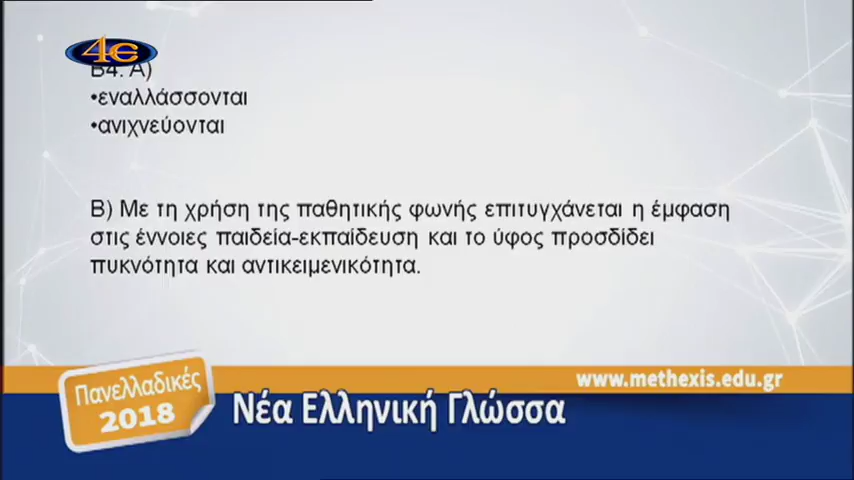 4E
Β4. Α)
•εναλλάσσονται
•ανιχνεύονται
Β) Με τη χρήση της παθητικής φωνής επιτυγχάνεται η έμφαση
στις έννοιες παιδεία-εκπαίδευση και το ύφος προσδίδει
πυκνότητα και αντικειμενικότητα.
www.methexis.edu.gr
Πανελλαδικές
2018
Νέα Ελληνική Γλώσσα